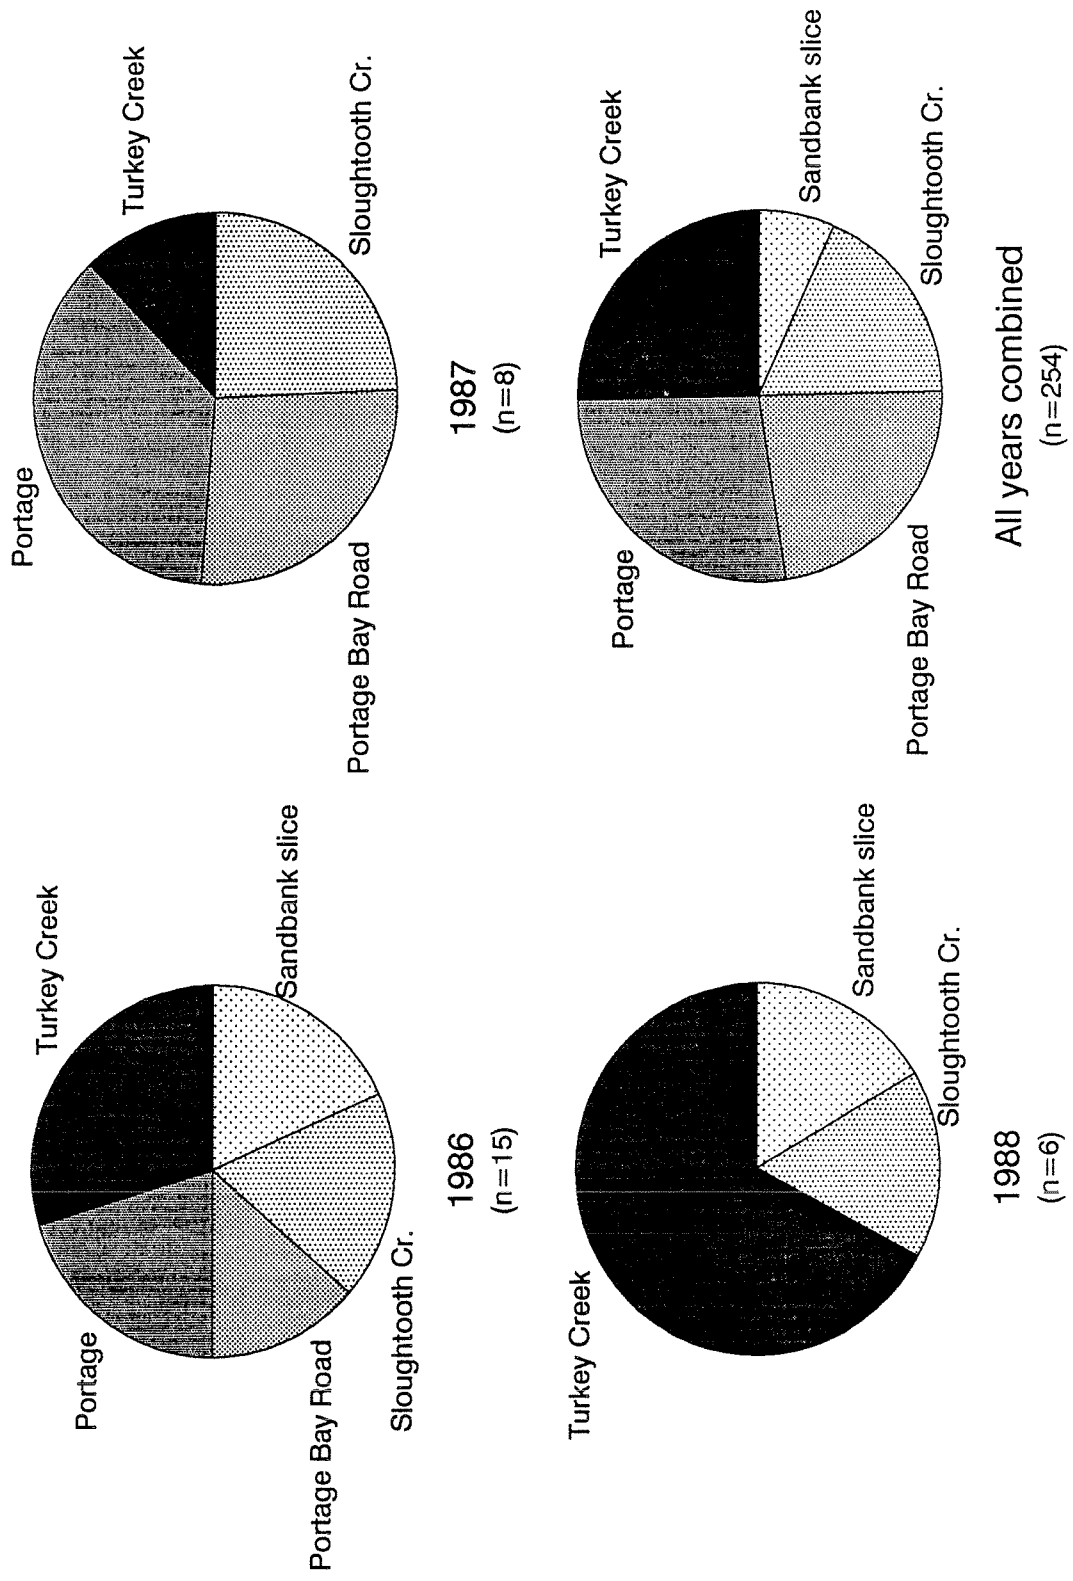 Turkey Creek
Portage
Sandbank slice
Portage Bay Road
Sloughtooth Cr.
1986
(n=15)
Portage
Turkey Creek
Portage Bay Road
Sloughtooth Cr.
1987
(n=8)
Turkey Creek
Sandbank slice
Sloughtooth Cr.
1988
(n=6)
Turkey Creek
Portage
Sandbank slice
Portage Bay Road
Sloughtooth Cr.
All years combined
(n=254)